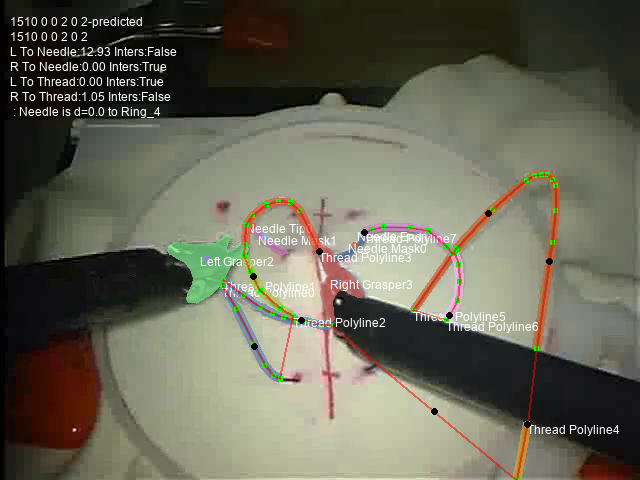 1510 0 0 2 0 2-predicted
1510 0 0 2 0 2
L To Needle:12.93 Inters:False
R To Needle:0.00 Inters:True
L To Thread:0.00 Inters:True
R To Thread:1.05 Inters:False
: Needle is d=0.0 to Ring_4
Needle Tip
Needle Mask1
Thread Polyline7
Needle Mask0
Thread Polyline3
Left Grasper2
Right Grasper3
Thread Polyline1
Thread Polyline2
Thread Polyline5
Thread Polyline6
Thread Polyline4